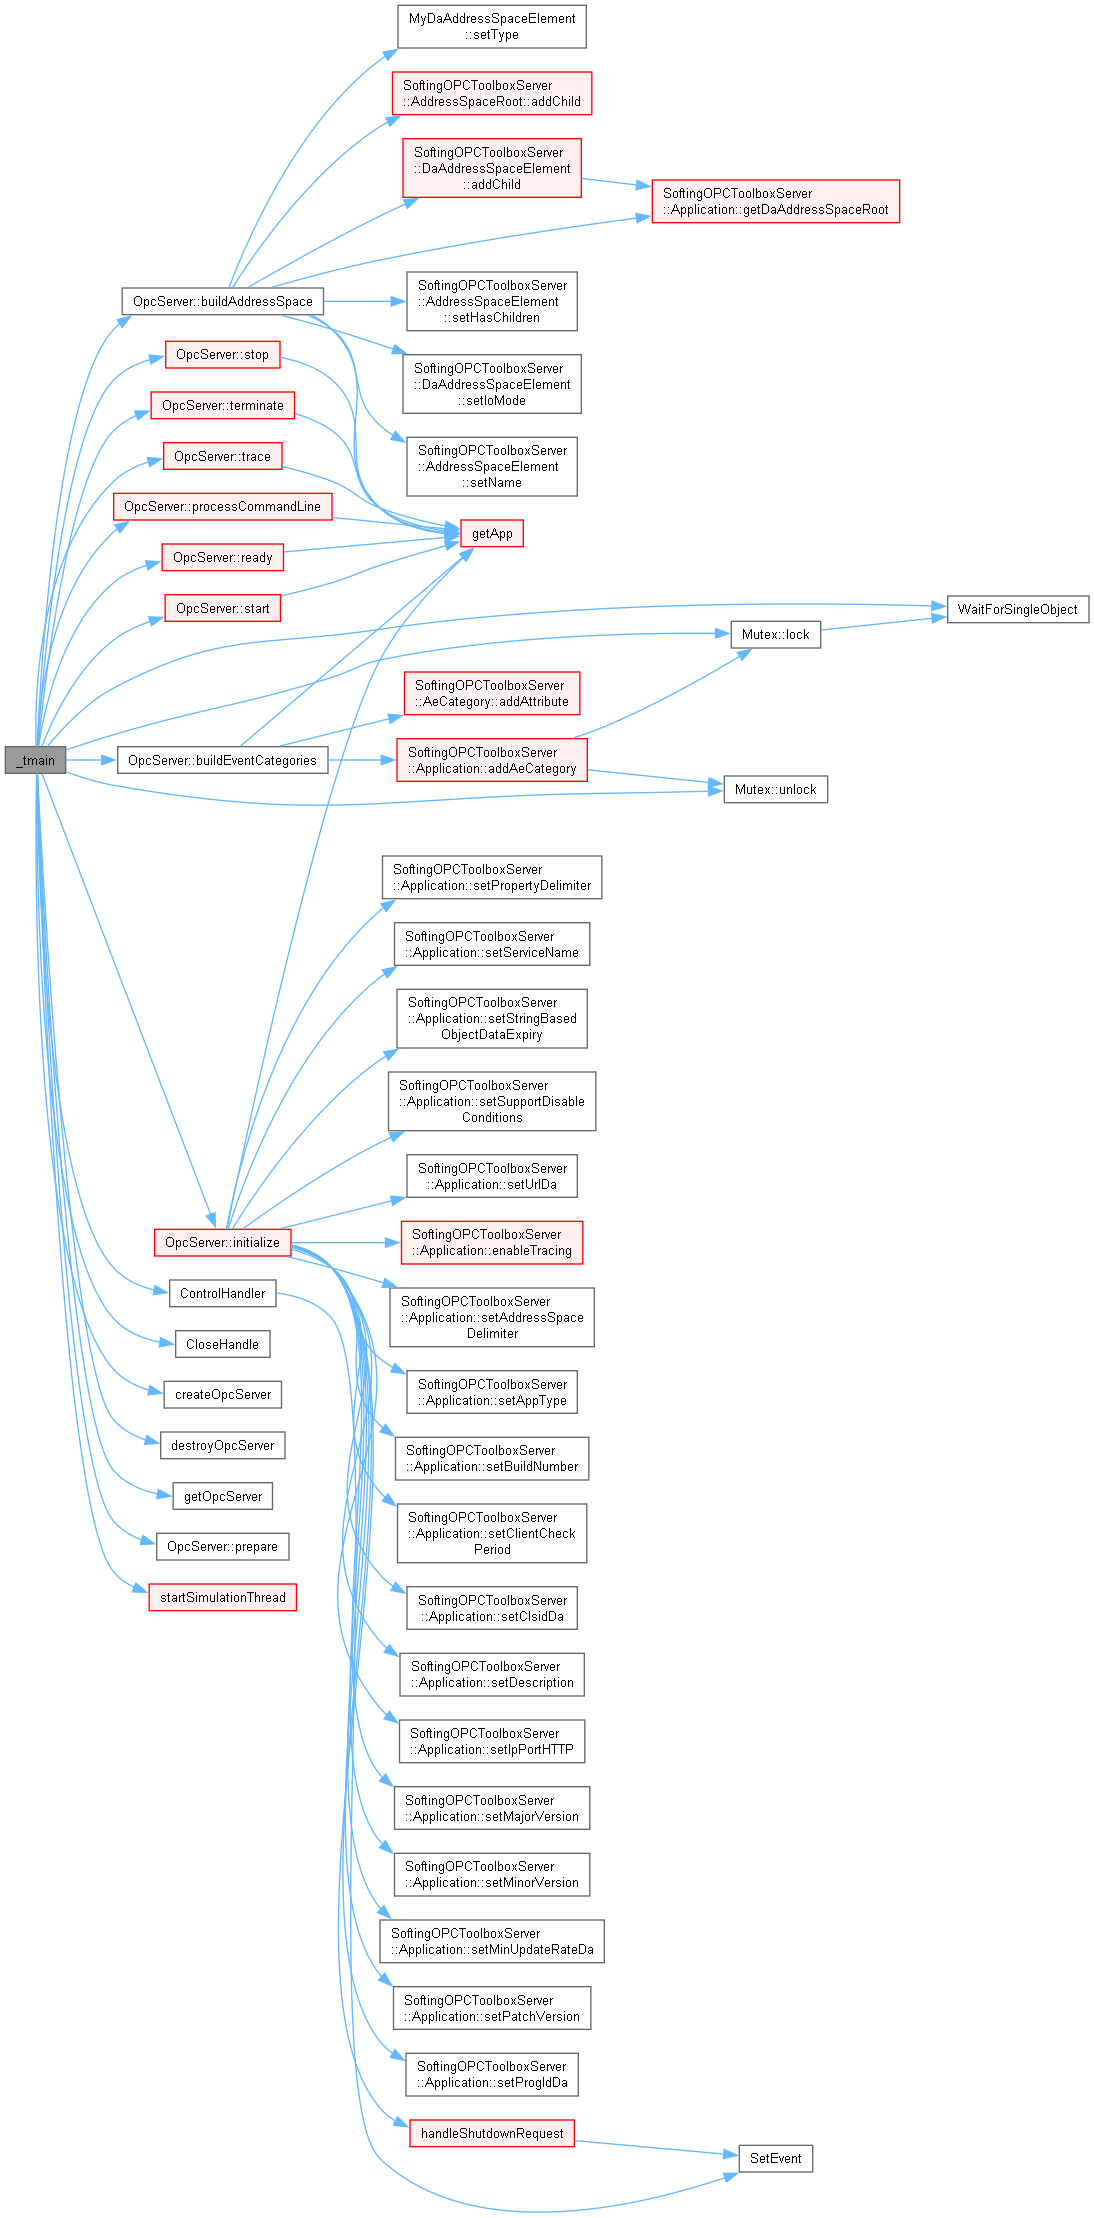 MyDaAddressSpaceElement
::setType
SoftingOPCToolboxServer
::AddressSpaceRoot::addChild
SoftingOPCToolboxServer
::DaAddressSpaceElement
::addChild
SoftingOPCToolboxServer
::Application::getDaAddressSpaceRoot
OpcServer::buildAddressSpace
SoftingOPCToolboxServer
::AddressSpaceElement
::setHasChildren
OpcServer::stop
SoftingOPCToolboxServer
::DaAddressSpaceElement
::setIoMode
OpcServer::terminate
OpcServer::trace
SoftingOPCToolboxServer
::AddressSpaceElement
::setName
OpcServer::processCommandLine
getApp
OpcServer::ready
OpcServer::start
WaitForSingleObject
Mutex::lock
SoftingOPCToolboxServer
::AeCategory::addAttribute
_tmain
OpcServer::buildEventCategories
SoftingOPCToolboxServer
::Application::addAeCategory
Mutex::unlock
SoftingOPCToolboxServer
::Application::setPropertyDelimiter
SoftingOPCToolboxServer
::Application::setServiceName
SoftingOPCToolboxServer
::Application::setStringBased
ObjectDataExpiry
SoftingOPCToolboxServer
::Application::setSupportDisable
Conditions
SoftingOPCToolboxServer
::Application::setUrlDa
OpcServer::initialize
SoftingOPCToolboxServer
::Application::enableTracing
ControlHandler
SoftingOPCToolboxServer
::Application::setAddressSpace
Delimiter
CloseHandle
createOpcServer
SoftingOPCToolboxServer
::Application::setAppType
destroyOpcServer
SoftingOPCToolboxServer
::Application::setBuildNumber
getOpcServer
OpcServer::prepare
SoftingOPCToolboxServer
::Application::setClientCheck
Period
startSimulationThread
SoftingOPCToolboxServer
::Application::setClsidDa
SoftingOPCToolboxServer
::Application::setDescription
SoftingOPCToolboxServer
::Application::setIpPortHTTP
SoftingOPCToolboxServer
::Application::setMajorVersion
SoftingOPCToolboxServer
::Application::setMinorVersion
SoftingOPCToolboxServer
::Application::setMinUpdateRateDa
SoftingOPCToolboxServer
::Application::setPatchVersion
SoftingOPCToolboxServer
::Application::setProgIdDa
handleShutdownRequest
SetEvent